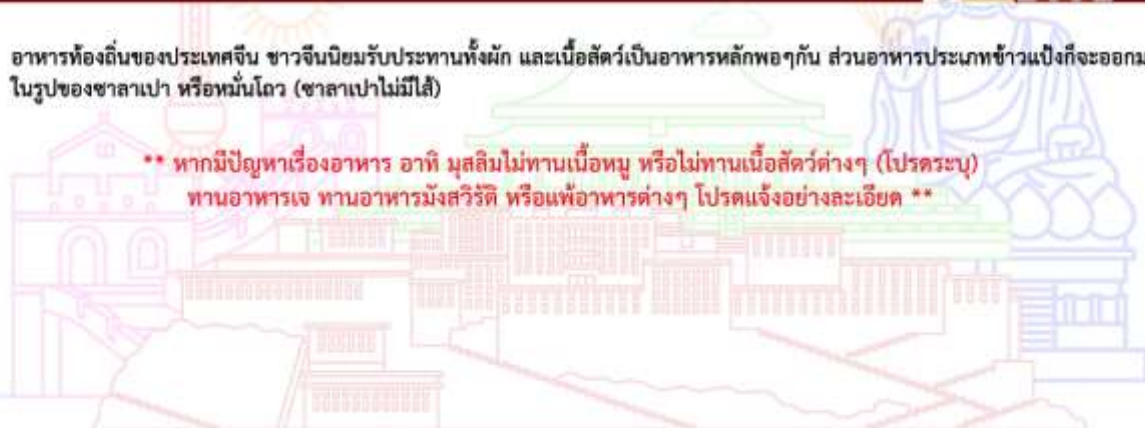 อาหารท้องถิ่นของประเทศจีน ชาวจีนนิยมรับประทานทั้งผัก และเนื้อสัตว์เป็นอาหารหลักพอๆกัน ส่วนอาหารประเภทข้าวแป้งก็จะออกม
ในรูปของซาลาเปา หรือหมั่นโถว (ซาลาเปาไม่มีไส้)
** หากมีปัญหาเรื่องอาหาร อาทิ มุสลิมไม่ทานเนื้อหมู หรือไม่ทานเนื้อสัตว์ต่างๆ (โปรดระบุ)
ทานอาหารเจ ทานอาหารมังสวิรัติ หรือแพ้อาหารต่างๆ โปรดแจ้งอย่างละเอียด **